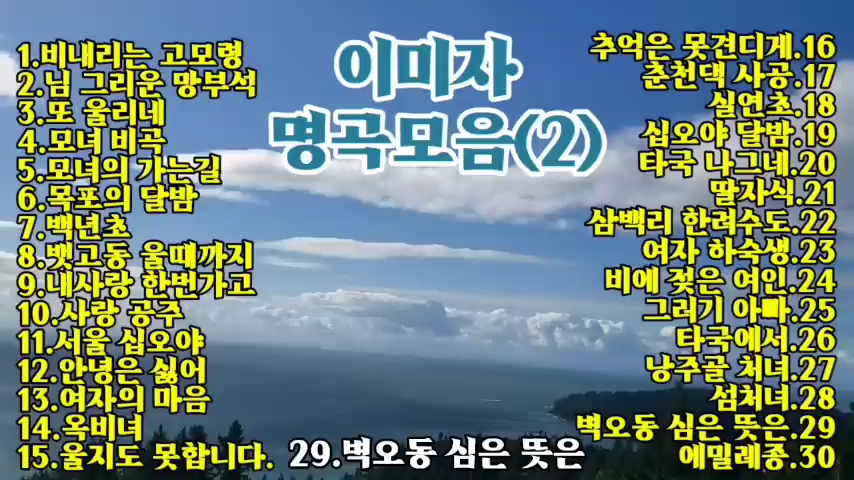 이미자
명곡모음(2)
1.비내리는 고모령
2.님 그리운 망부석
3.또 울리네
4.모녀 비곡
5.모녀의 가는길
6.목포의 달밤
7.백년초
8.뱃고동 울때까지
9.내사랑 한번가고
10.사랑 공주
11.서울 십오야
12.안녕은 싫어
13.여자의 마음
14.옥비녀
15.울지도 못합니다.
추억은 못견디게.16
춘천댁 사공.17
실연초.18
십오야 달밤.19
타국 나그네.20
딸자식.21
삼백리 한려수도.22
여자 하숙생.23
비에 젖은 여인.24
그러기 아빠.25
타국에서.26
낭주골 처녀.27
섬처녀.28
벽오동 심은 뜻은.29
에밀레종.30
29.벽오동 심은 뜻은